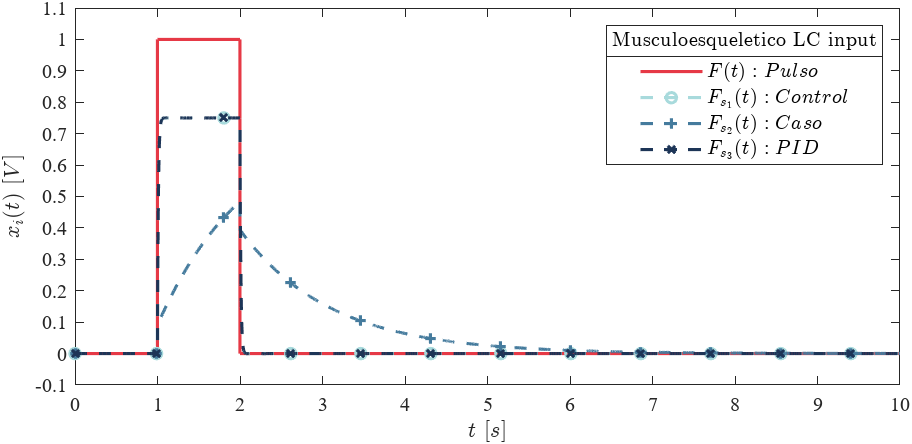 1.1
1
0.9
0.8
0.7
0.6
0.5
0.4
0.3
0.2
0.1
0
-0.1
x_i(t) [V]
Musculoesqueletico LC input
F(t) : Pulso
F_{s_1}(t) : Control
F_{s_2}(t) : Caso
F_{s_3}(t) : PID
0 1 2 3 4 5 6 7 8 9 10
t [s]